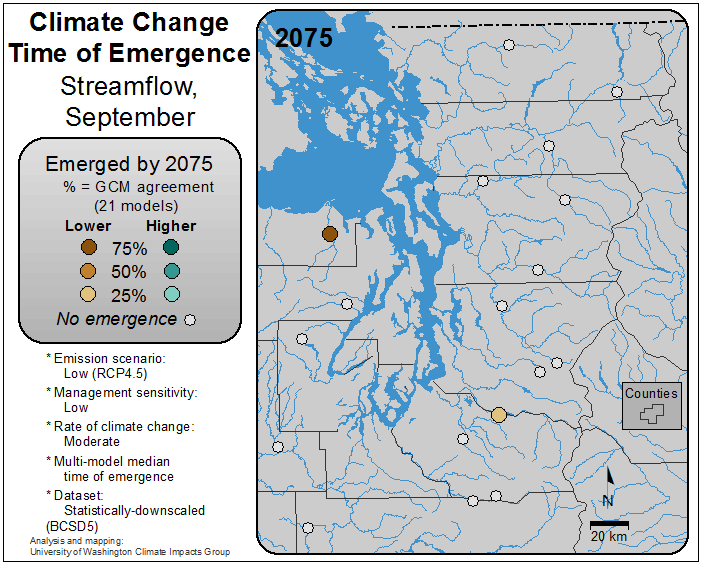 Climate Change
Time of Emergence
Streamflow,
September
Emerged by 2075
% = GCM agreement
(21 models)
Lower Higher
75%
50%
25%
No emergence
* Emission scenario:
Low (RCP4.5)
* Management sensitivity:
Low
* Rate of climate change:
Moderate
* Multi-model median
time of emergence
* Dataset:
Statistically-downscaled
(BCSD5)
Analysis and mapping:
University of Washington Climate Impacts Group
2075
Counties
N
20 km